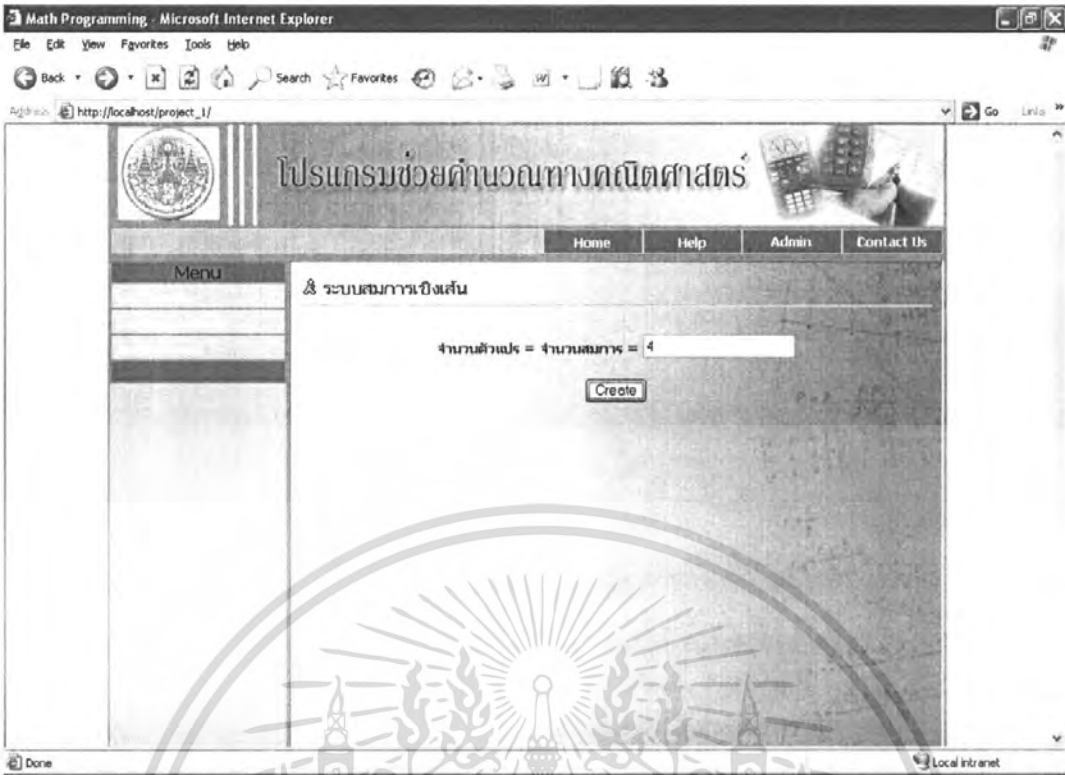 Math Programming - Microsoft Internet Explorer
File Edit View Favorites Tools Help
Back Search Favorites
Address http://localhost/project_1/ Go Links »
โปรแกรมช่วยคำนวณทางคณิตศาสตร์
Home Help Admin Contact Us
Menu
ระบบสมการเชิงเส้น
จำนวนตัวแปร = จำนวนสมการ = 4
Create
Done Local intranet